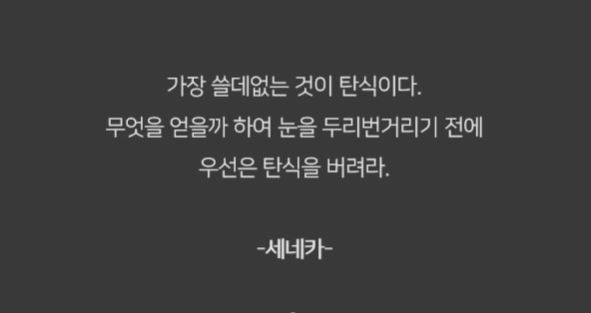 가장 쓸데없는 것이 탄식이다.
무엇을 얻을까 하여 눈을 두리번거리기 전에
우선은 탄식을 버려라.
-세네카-